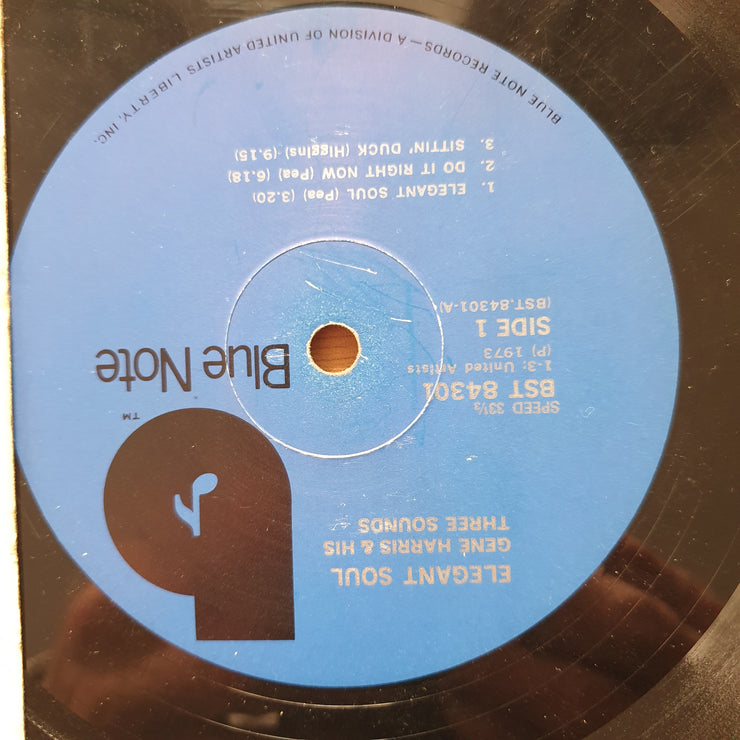 ELEGANT SOUL
GENE HARRIS & HIS
THREE SOUNDS
TM
Blue Note
SPEED 33⅓
BST 84301
1-3: United Artists
(P) 1973
SIDE 1
(BST.84301-A)
1. ELEGANT SOUL (Pea) (3.20)
2. DO IT RIGHT NOW (Pea) (6.18)
3. SITTIN' DUCK (Higgins) (9.15)
BLUE NOTE RECORDS—A DIVISION OF UNITED ARTISTS LIBERTY, INC.